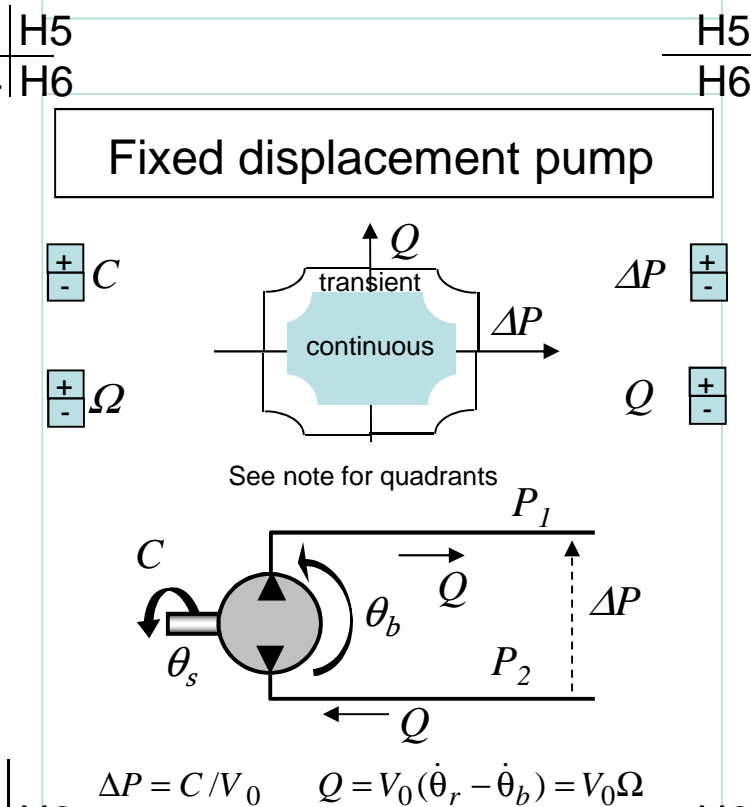 H5 H5
H6 H6
Fixed displacement pump
Q
+ C transient ΔP +
- -
continuous ΔP
+ Ω Q +
- -
See note for quadrants
P1
C Q ΔP
θb
θs P2
Q
ΔP = C / V0 Q = V0(θ̇r − θ̇b) = V0Ω